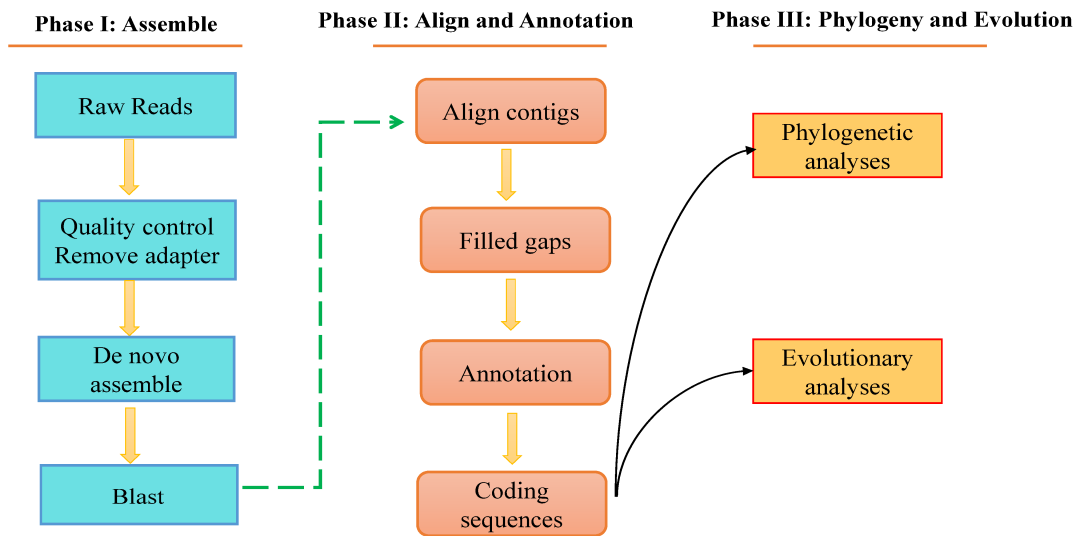 Phase I: Assemble
Raw Reads
Quality control
Remove adapter
De novo
assemble
Blast
Phase II: Align and Annotation
Align contigs
Filled gaps
Annotation
Coding
sequences
Phase III: Phylogeny and Evolution
Phylogenetic
analyses
Evolutionary
analyses